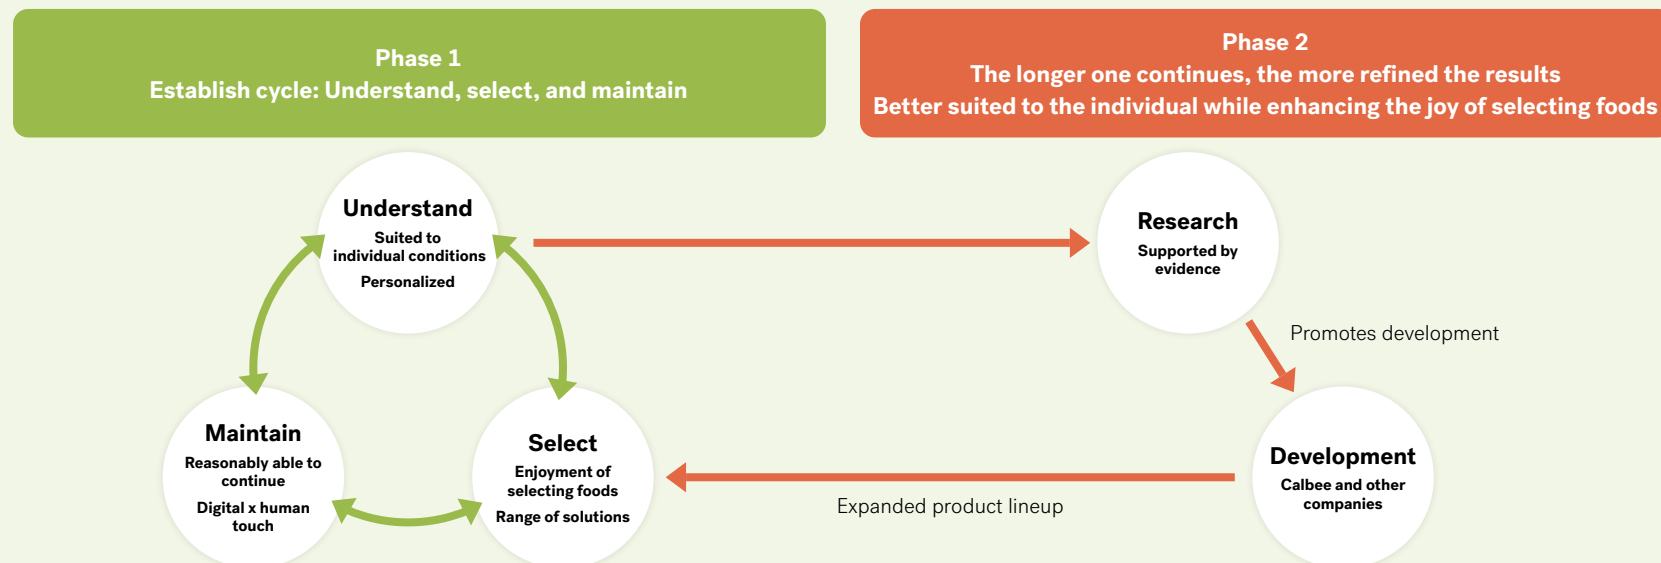 Phase 1
Establish cycle: Understand, select, and maintain
Phase 2
The longer one continues, the more refined the results
Better suited to the individual while enhancing the joy of selecting foods
Understand
Suited to
individual conditions
Personalized
Research
Supported by
evidence
Promotes development
Maintain
Reasonably able to
continue
Digital x human
touch
Select
Enjoyment of
selecting foods
Range of solutions
Expanded product lineup
Development
Calbee and other
companies